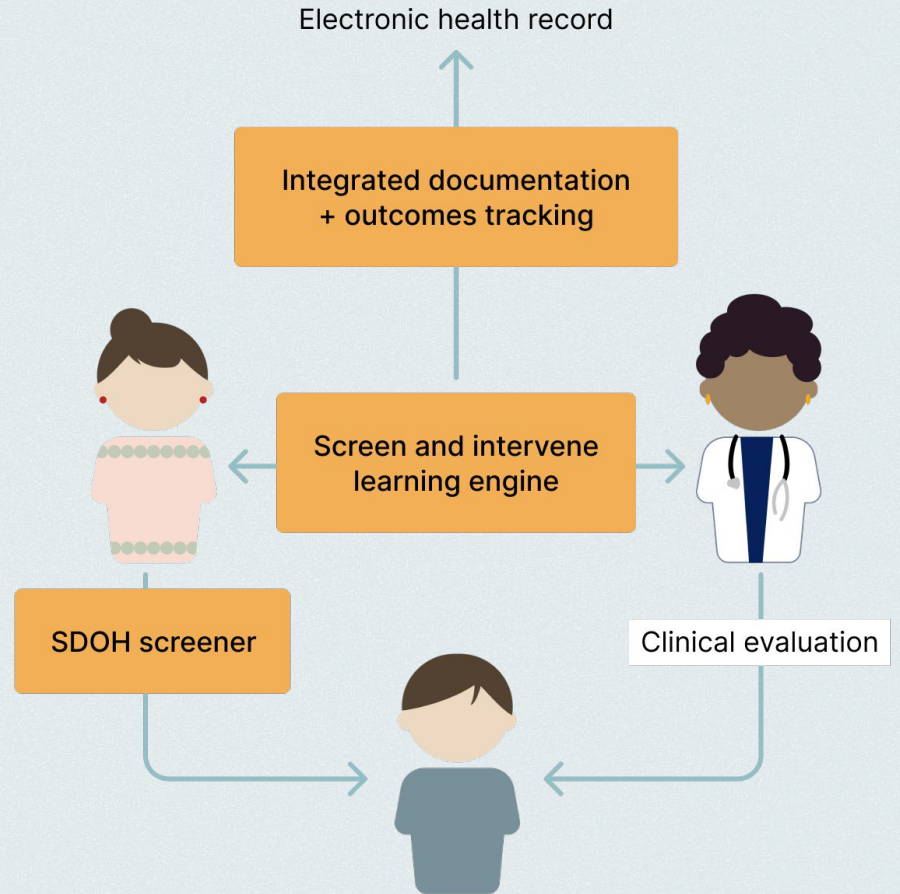 Electronic health record
Integrated documentation
+ outcomes tracking
Screen and intervene
learning engine
SDOH screener
Clinical evaluation